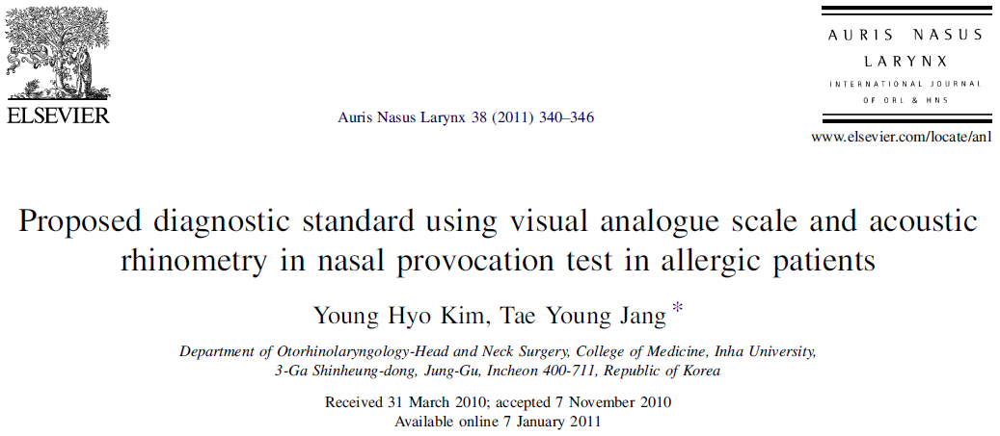 ELSEVIER
Auris Nasus Larynx 38 (2011) 340–346
AURIS NASUS
LARYNX
INTERNATIONAL JOURNAL
OF ORL & HNS
www.elsevier.com/locate/anl
Proposed diagnostic standard using visual analogue scale and acoustic
rhinometry in nasal provocation test in allergic patients
Young Hyo Kim, Tae Young Jang *
Department of Otorhinolaryngology-Head and Neck Surgery, College of Medicine, Inha University,
3-Ga Shinheung-dong, Jung-Gu, Incheon 400-711, Republic of Korea
Received 31 March 2010; accepted 7 November 2010
Available online 7 January 2011